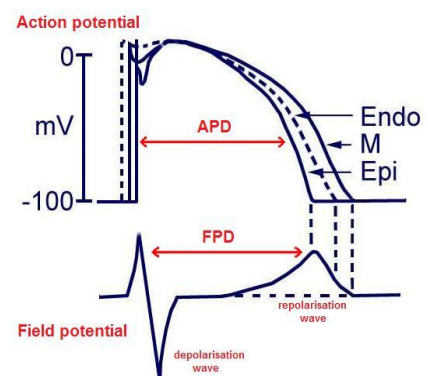 Action potential
0
mV
-100
APD
Endo
M
Epi
FPD
Field potential
depolarisation
wave
repolarisation
wave